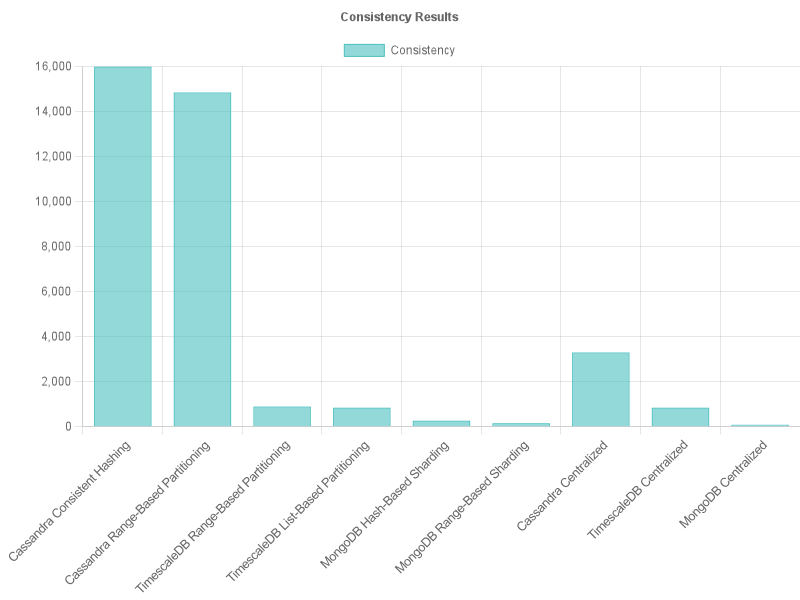 Consistency Results
Consistency
16,000
14,000
12,000
10,000
8,000
6,000
4,000
2,000
0
Cassandra Consistent Hashing
Cassandra Range-Based Partitioning
TimescaleDB Range-Based Partitioning
TimescaleDB List-Based Partitioning
MongoDB Hash-Based Sharding
MongoDB Range-Based Sharding
Cassandra Centralized
TimescaleDB Centralized
MongoDB Centralized